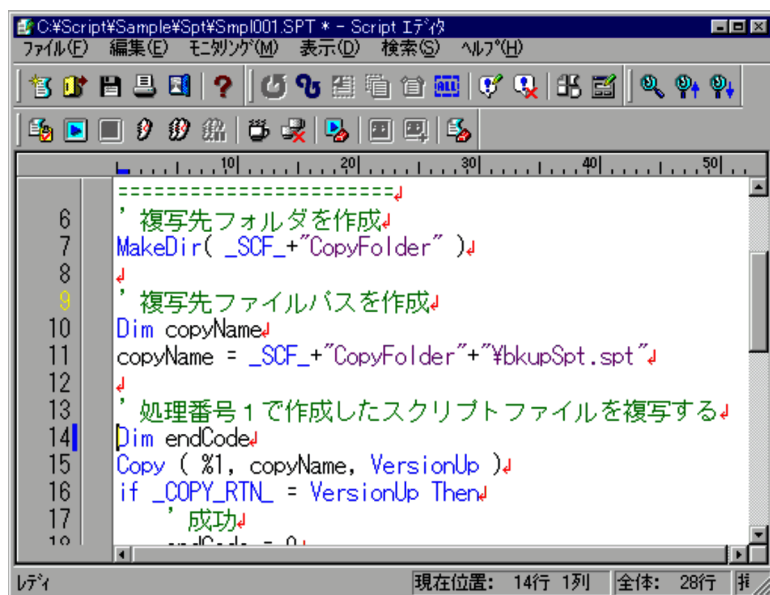 C:¥Script¥Sample¥Spt¥Smpl001.SPT * - Script ｴﾃﾞｨﾀ
ﾌｧｲﾙ(F) 編集(E) ﾓﾆﾀﾘﾝｸﾞ(M) 表示(D) 検索(S) ﾍﾙﾌﾟ(H)
ALL
10 20 30 40 50
=======================↲
6 ' 複写先フォルダを作成↲
7 MakeDir( _SCF_+"CopyFolder" )↲
8 ↲
9 ' 複写先ファイルパスを作成↲
10 Dim copyName↲
11 copyName = _SCF_+"CopyFolder"+"¥bkupSpt.spt"↲
12 ↲
13 ' 処理番号１で作成したスクリプトファイルを複写する↲
14 Dim endCode↲
15 Copy ( %1, copyName, VersionUp )↲
16 if _COPY_RTN_ = VersionUp Then↲
17 ' 成功↲
18 endCode = 0↲
ﾚﾃﾞｨ 現在位置: 14行 1列 全体: 28行